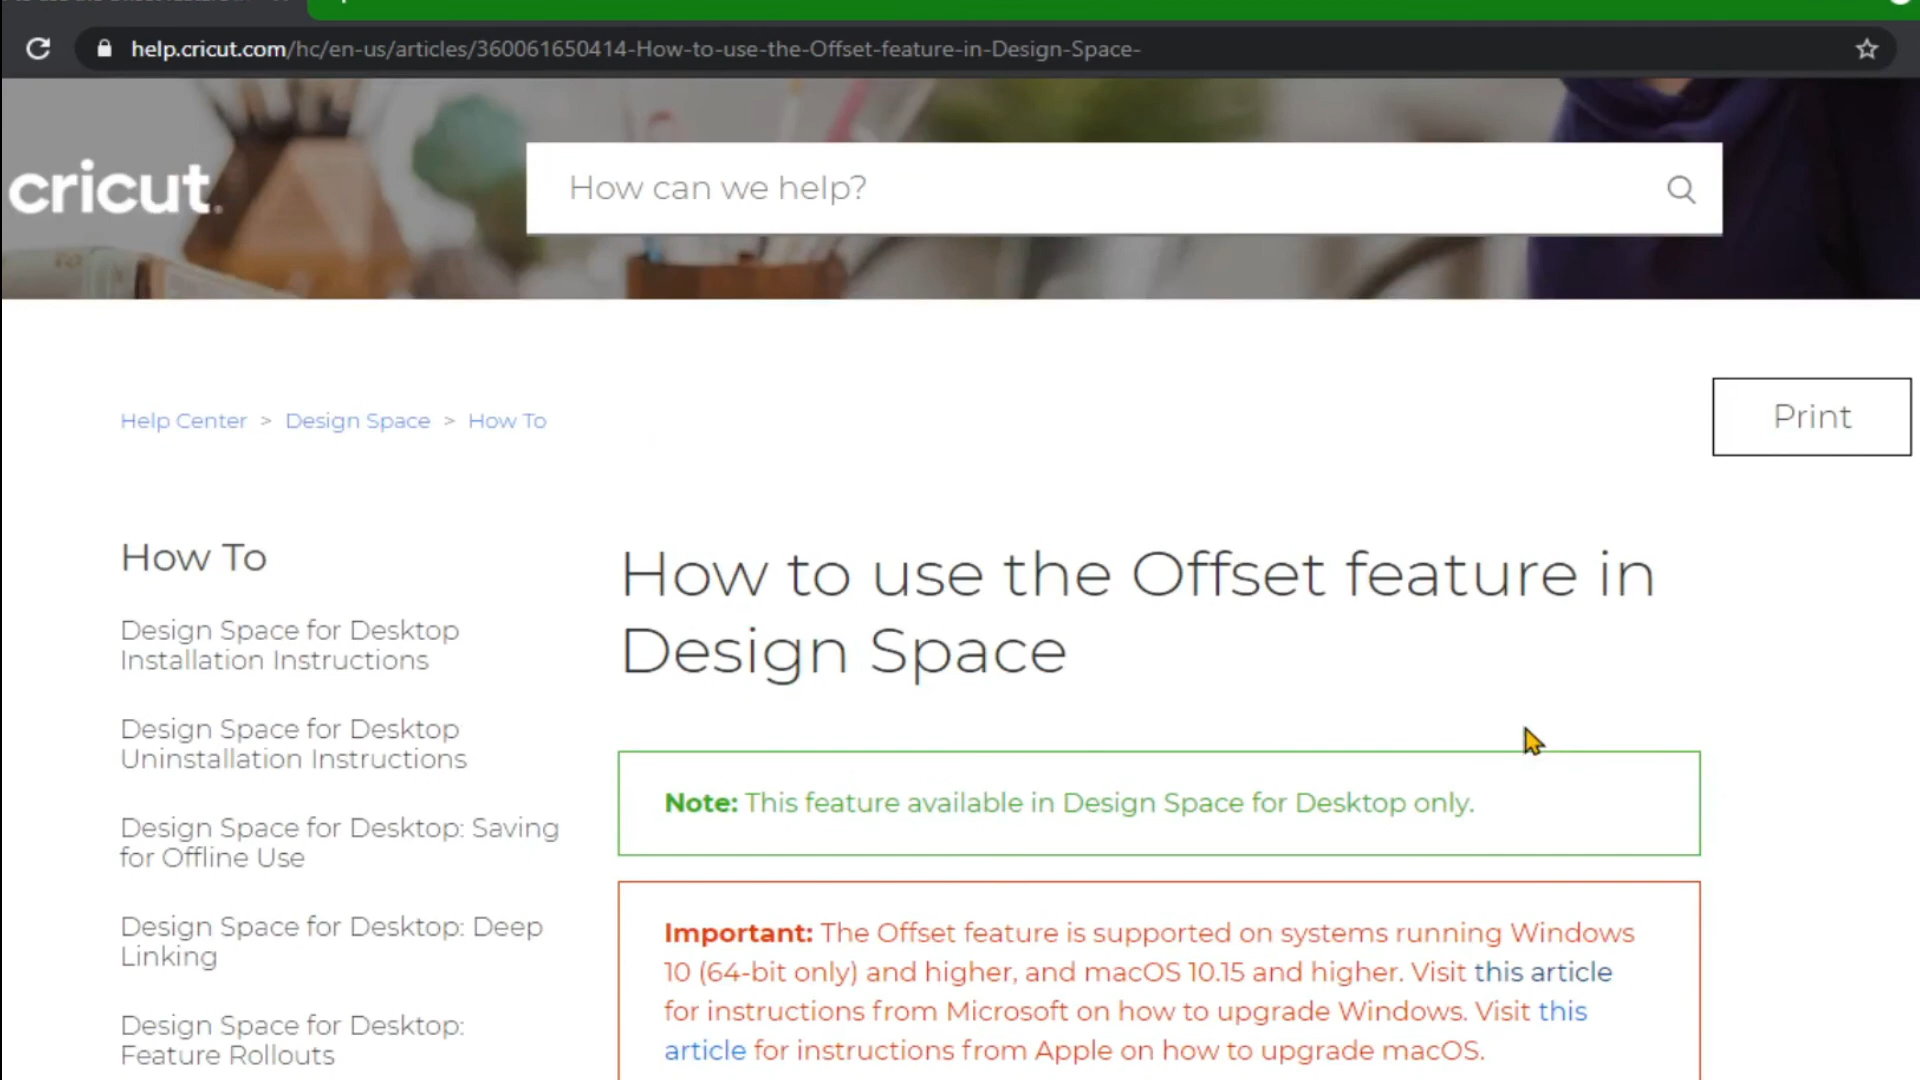 help.cricut.com/hc/en-us/articles/360061650414-How-to-use-the-Offset-feature-in-Design-Space-
cricut.
How can we help?
Help Center > Design Space > How To
Print
How To
Design Space for Desktop
Installation Instructions
Design Space for Desktop
Uninstallation Instructions
Design Space for Desktop: Saving
for Offline Use
Design Space for Desktop: Deep
Linking
Design Space for Desktop:
Feature Rollouts
How to use the Offset feature in
Design Space
Note: This feature available in Design Space for Desktop only.
Important: The Offset feature is supported on systems running Windows
10 (64-bit only) and higher, and macOS 10.15 and higher. Visit this article
for instructions from Microsoft on how to upgrade Windows. Visit this
article for instructions from Apple on how to upgrade macOS.